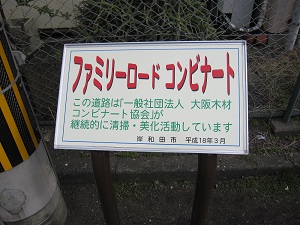 ファミリーロード コンビナート
この道路は「一般社団法人 大阪木材
コンビナート協会」が
継続的に清掃・美化活動しています
岸和田市 平成18年3月